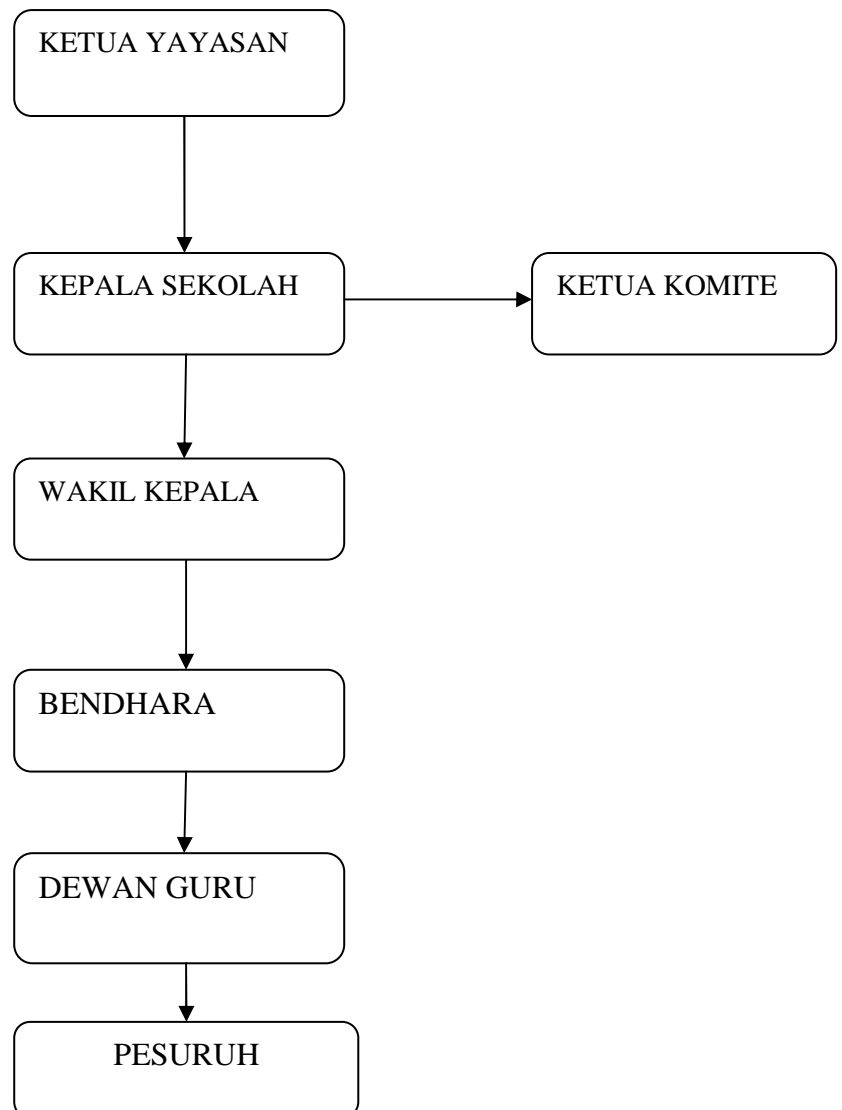 KETUA YAYASAN
KEPALA SEKOLAH
KETUA KOMITE
WAKIL KEPALA
BENDHARA
DEWAN GURU
PESURUH